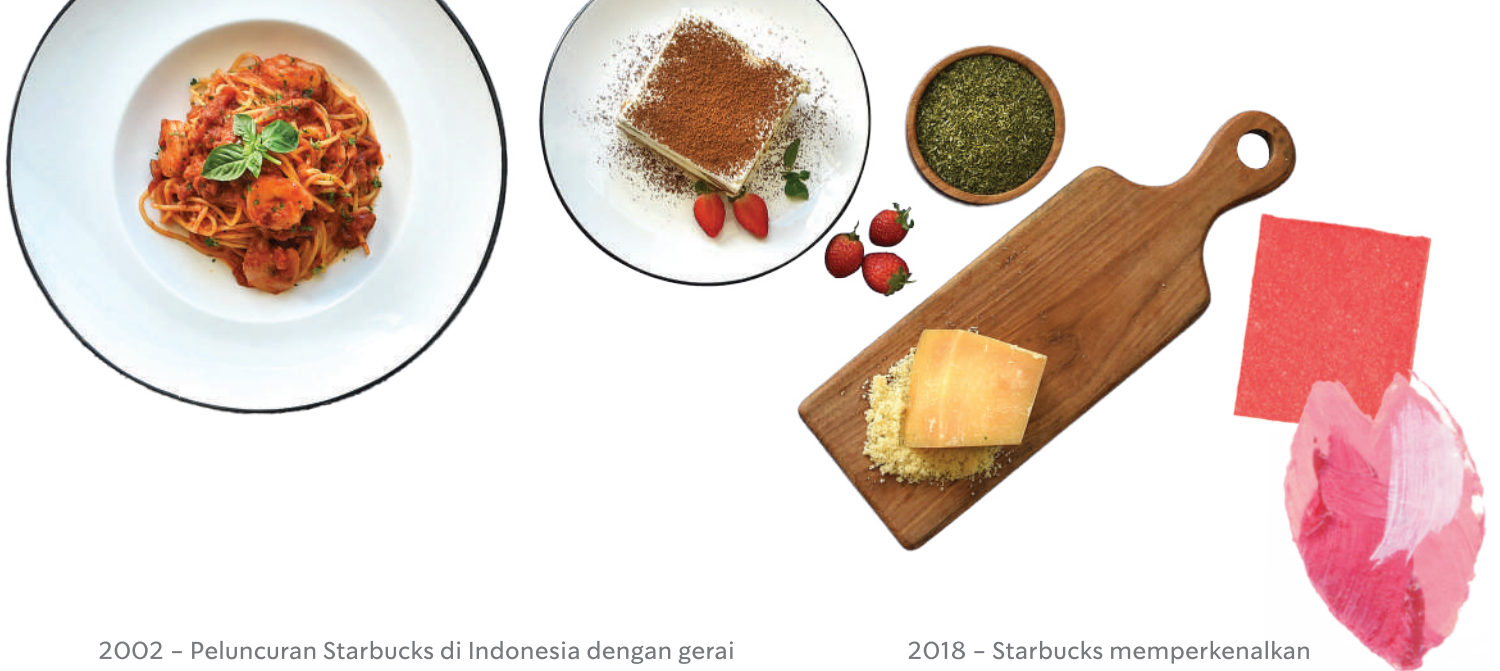 2002 – Peluncuran Starbucks di Indonesia dengan gerai
2018 – Starbucks memperkenalkan